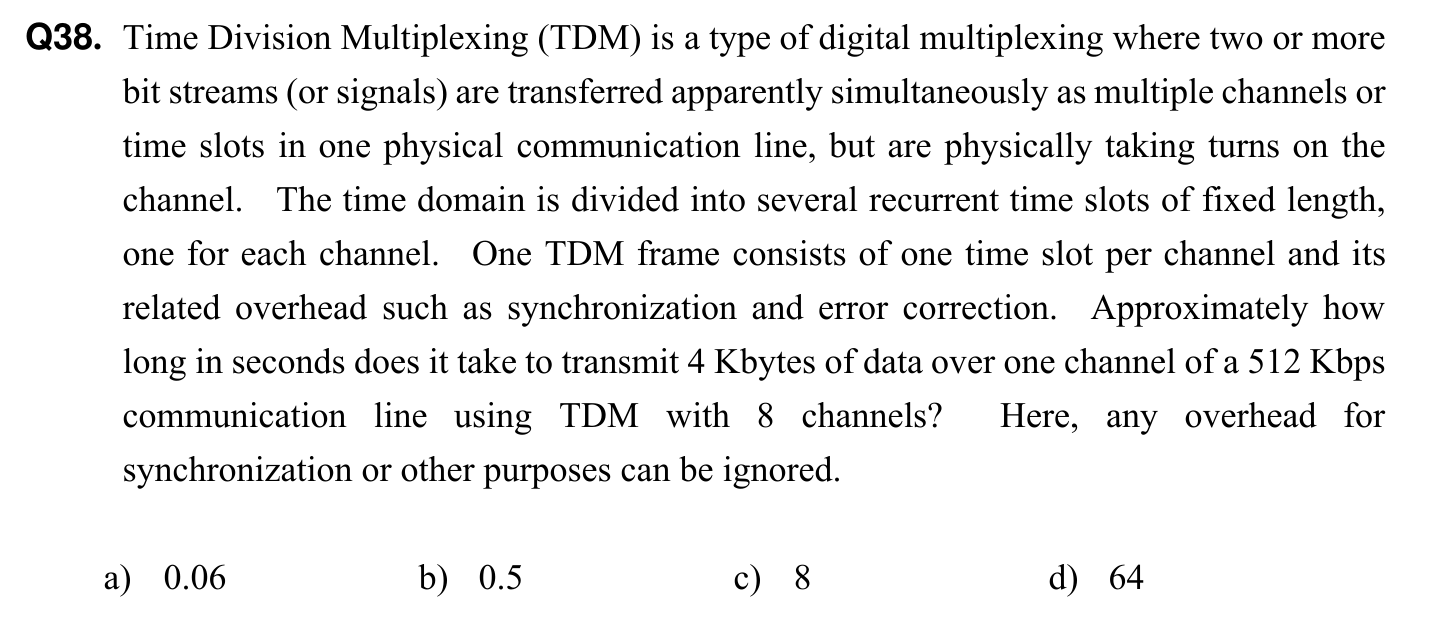 Q38. Time Division Multiplexing (TDM) is a type of digital multiplexing where two or more
bit streams (or signals) are transferred apparently simultaneously as multiple channels or
time slots in one physical communication line, but are physically taking turns on the
channel. The time domain is divided into several recurrent time slots of fixed length,
one for each channel. One TDM frame consists of one time slot per channel and its
related overhead such as synchronization and error correction. Approximately how
long in seconds does it take to transmit 4 Kbytes of data over one channel of a 512 Kbps
communication line using TDM with 8 channels? Here, any overhead for
synchronization or other purposes can be ignored.
a) 0.06 b) 0.5 c) 8 d) 64